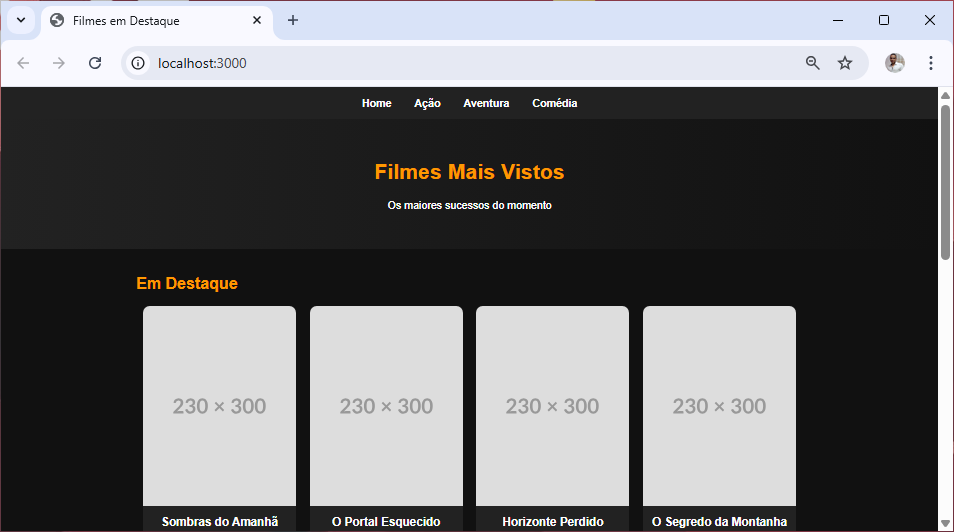 Filmes em Destaque
localhost:3000
Home Ação Aventura Comédia
Filmes Mais Vistos
Os maiores sucessos do momento
Em Destaque
230 × 300 230 × 300 230 × 300 230 × 300
Sombras do Amanhã O Portal Esquecido Horizonte Perdido O Segredo da Montanha